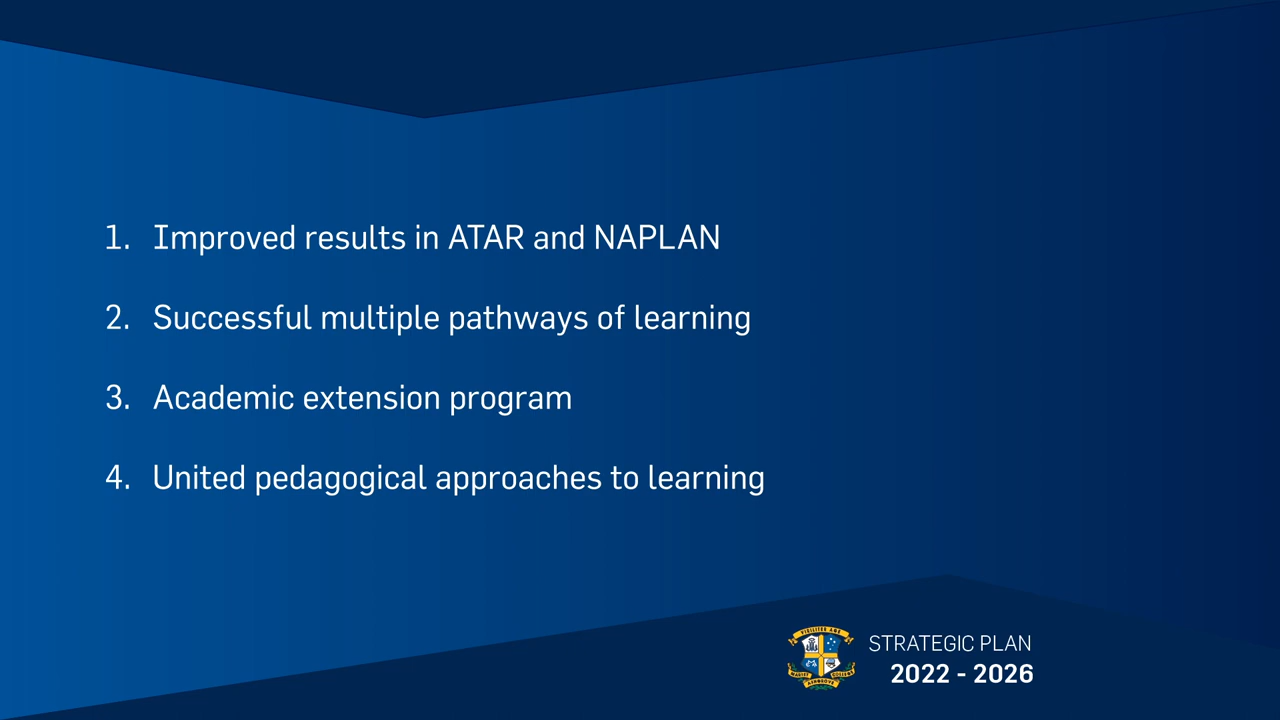 1. Improved results in ATAR and NAPLAN
2. Successful multiple pathways of learning
3. Academic extension program
4. United pedagogical approaches to learning
STRATEGIC PLAN
2022 - 2026